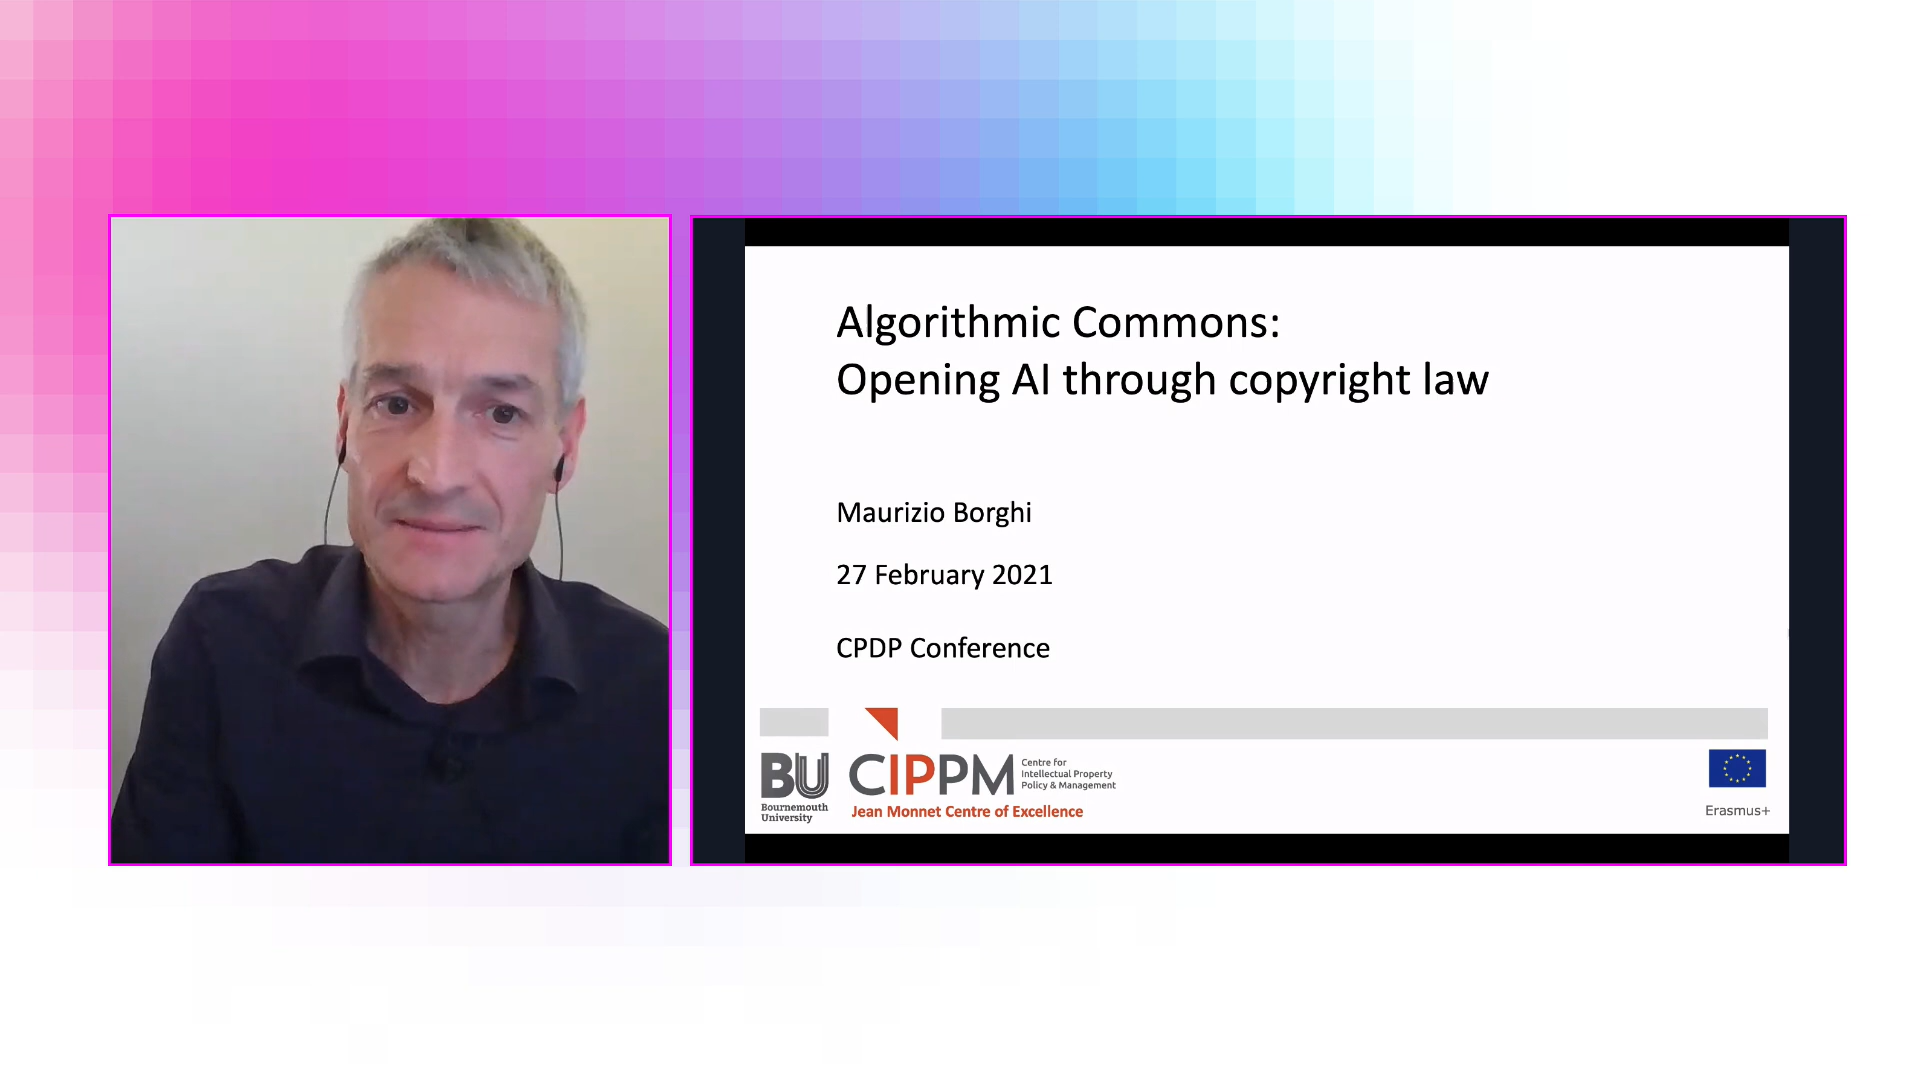 Algorithmic Commons:
Opening AI through copyright law
Maurizio Borghi
27 February 2021
CPDP Conference
BU
Bournemouth
University
CIPPM
Centre for
Intellectual Property
Policy & Management
Jean Monnet Centre of Excellence
Erasmus+